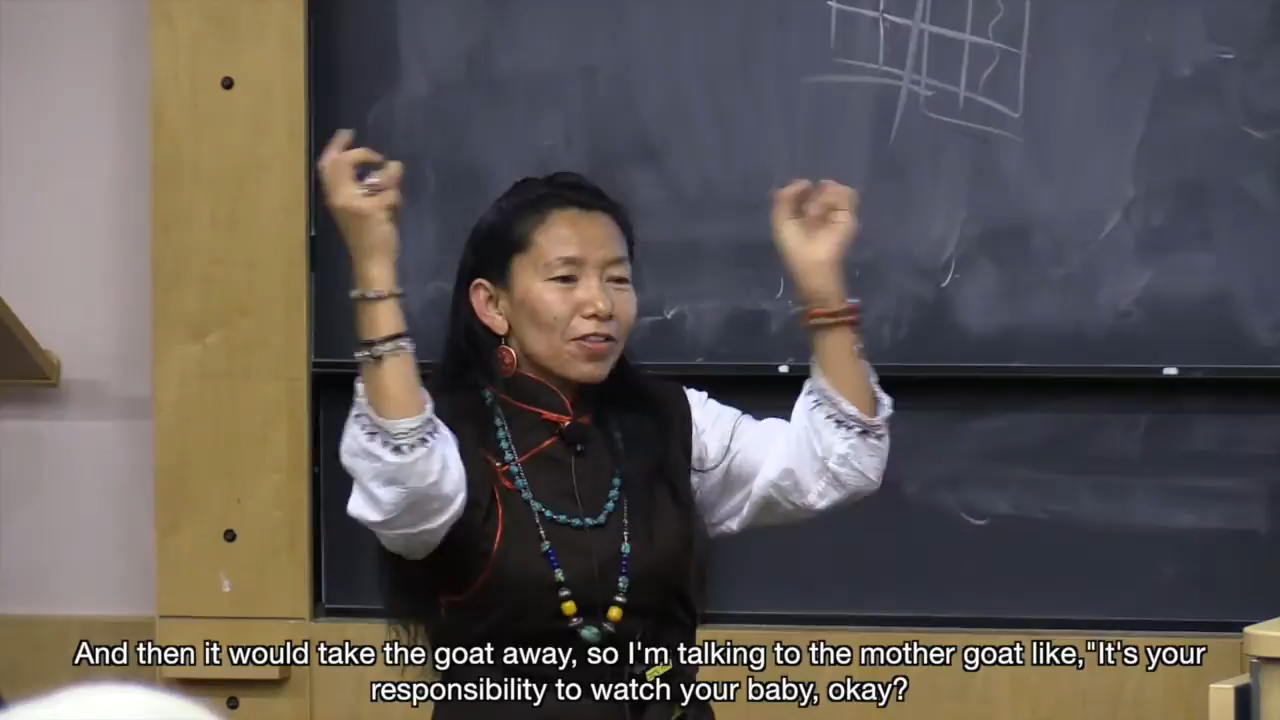 And then it would take the goat away, so I'm talking to the mother goat like,"It's your
responsibility to watch your baby, okay?